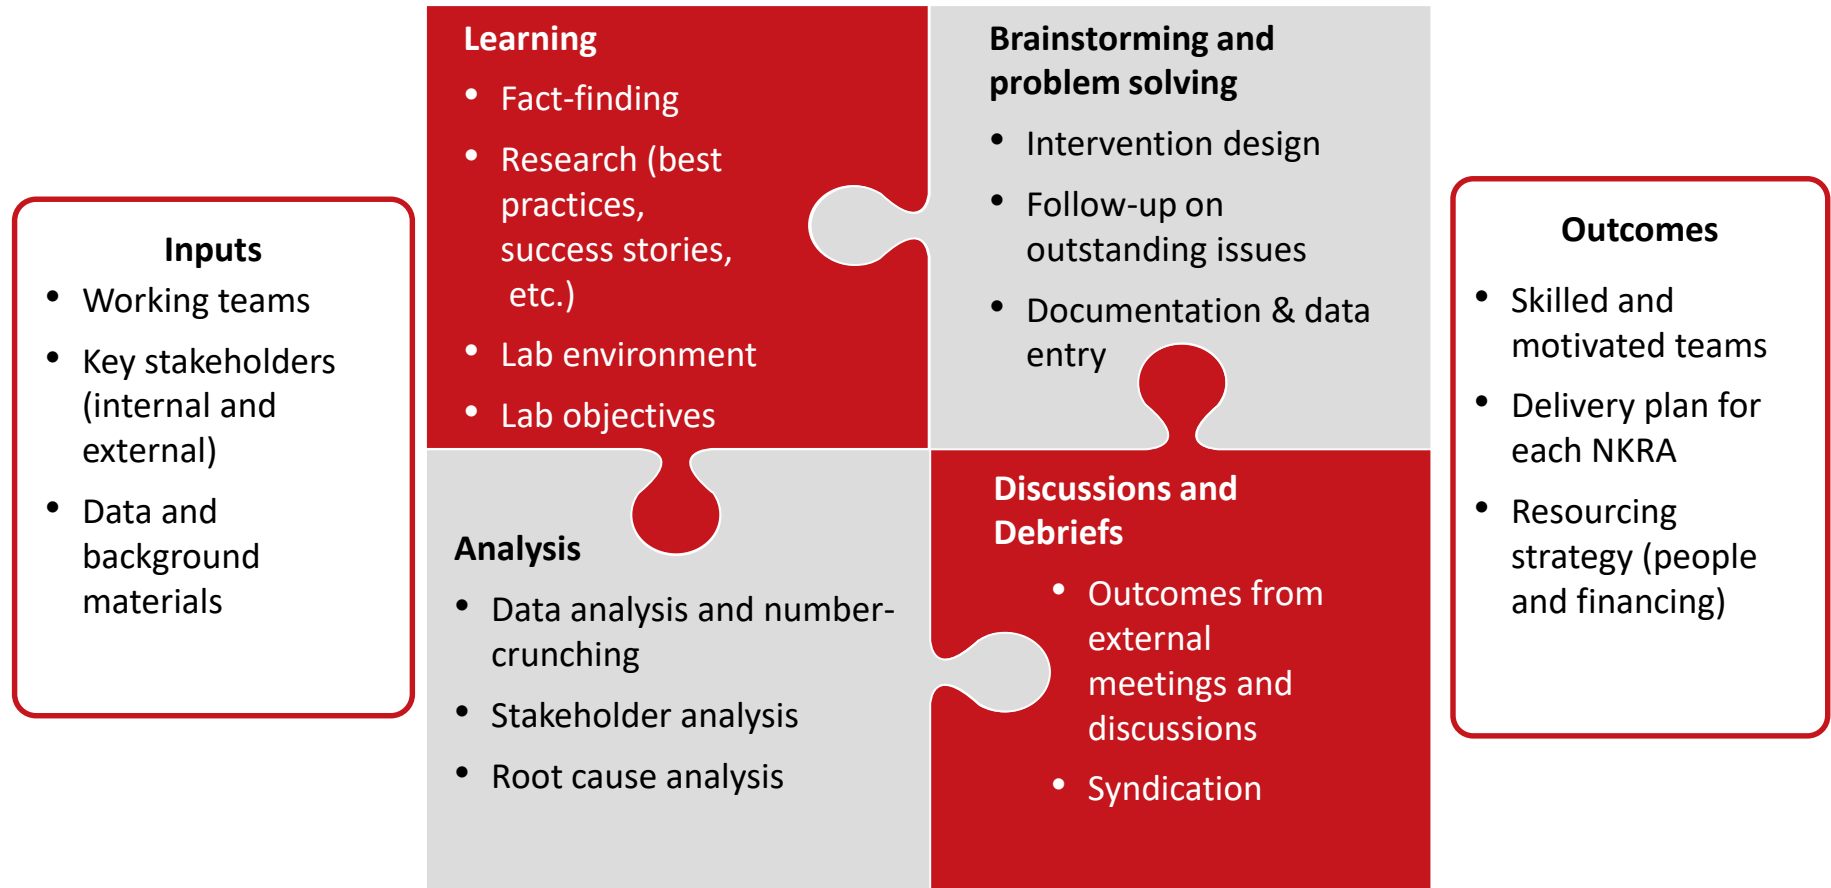 Inputs
• Working teams
• Key stakeholders
(internal and
external)
• Data and
background
materials
Learning
• Fact-finding
• Research (best
practices,
success stories,
etc.)
• Lab environment
• Lab objectives
Brainstorming and
problem solving
• Intervention design
• Follow-up on
outstanding issues
• Documentation & data
entry
Analysis
• Data analysis and number-
crunching
• Stakeholder analysis
• Root cause analysis
Discussions and
Debriefs
• Outcomes from
external
meetings and
discussions
• Syndication
Outcomes
• Skilled and
motivated teams
• Delivery plan for
each NKRA
• Resourcing
strategy (people
and financing)